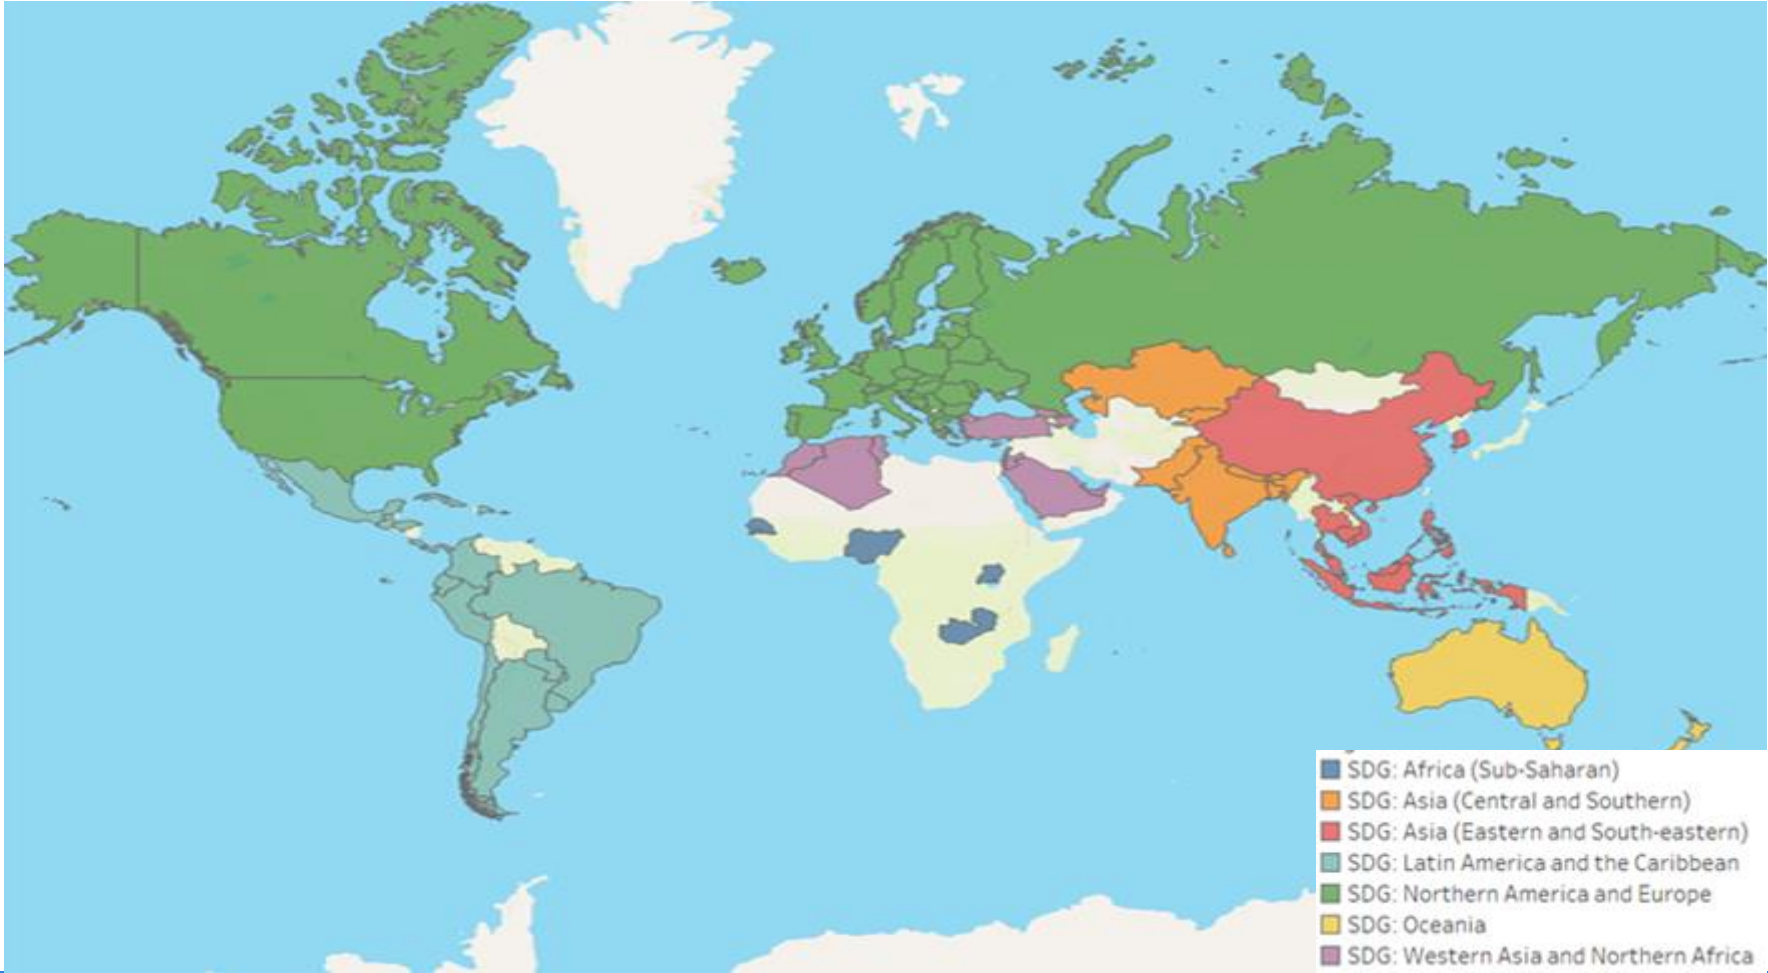 SDG: Africa (Sub-Saharan)
SDG: Asia (Central and Southern)
SDG: Asia (Eastern and South-eastern)
SDG: Latin America and the Caribbean
SDG: Northern America and Europe
SDG: Oceania
SDG: Western Asia and Northern Africa